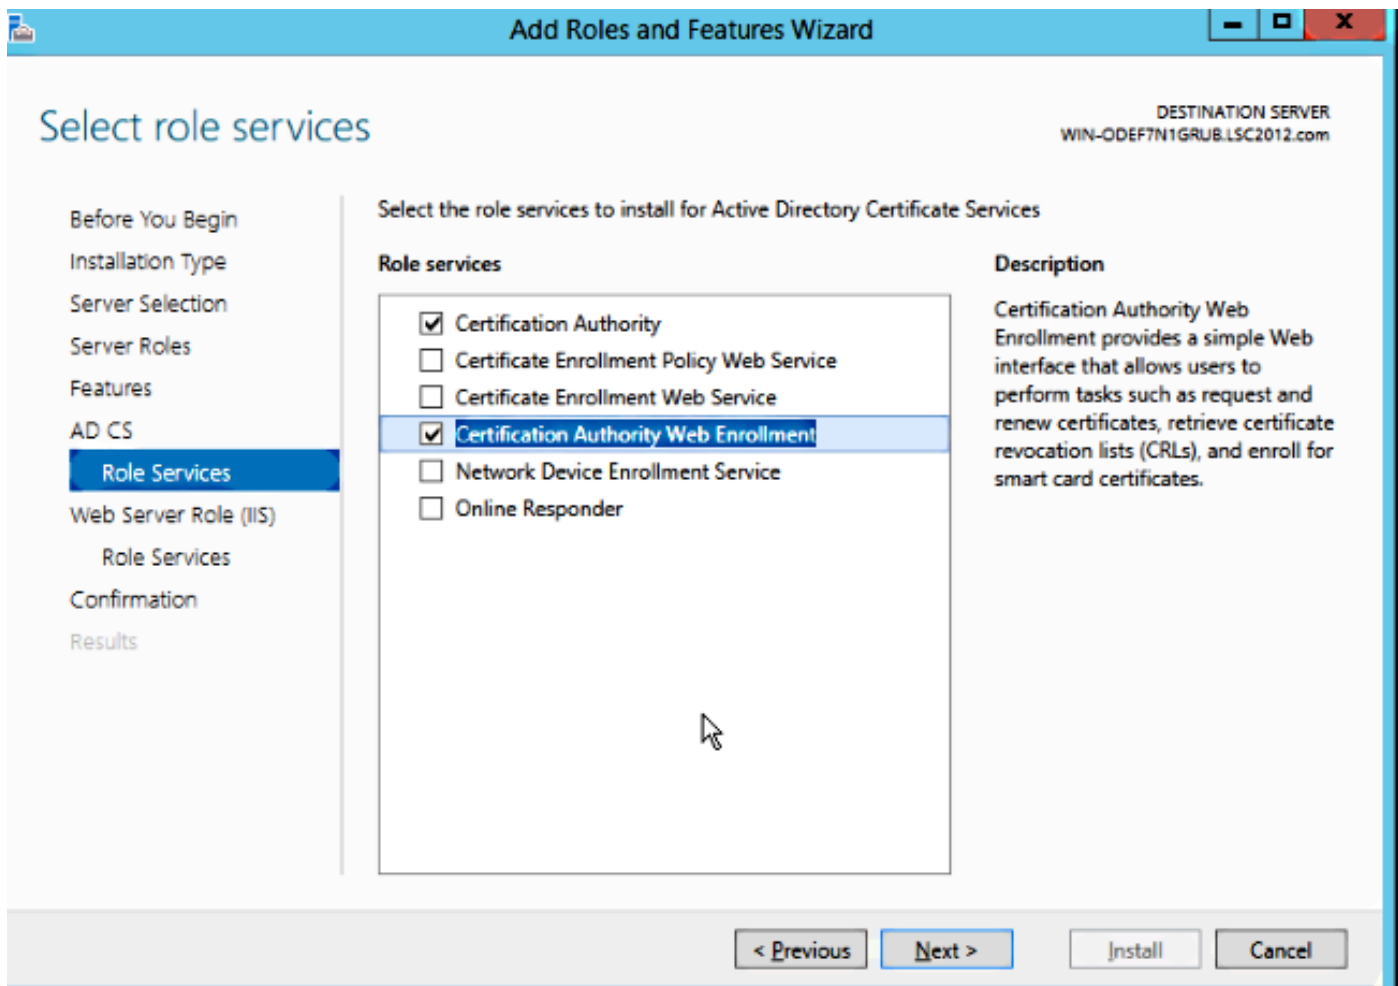 Add Roles and Features Wizard
Select role services
DESTINATION SERVER
WIN-ODEF7N1GRUB.LSC2012.com
Before You Begin
Installation Type
Server Selection
Server Roles
Features
AD CS
Role Services
Web Server Role (IIS)
Role Services
Confirmation
Results
Select the role services to install for Active Directory Certificate Services
Role services
Certification Authority
Certificate Enrollment Policy Web Service
Certificate Enrollment Web Service
Certification Authority Web Enrollment
Network Device Enrollment Service
Online Responder
Description
Certification Authority Web
Enrollment provides a simple Web
interface that allows users to
perform tasks such as request and
renew certificates, retrieve certificate
revocation lists (CRLs), and enroll for
smart card certificates.
< Previous
Next >
Install
Cancel